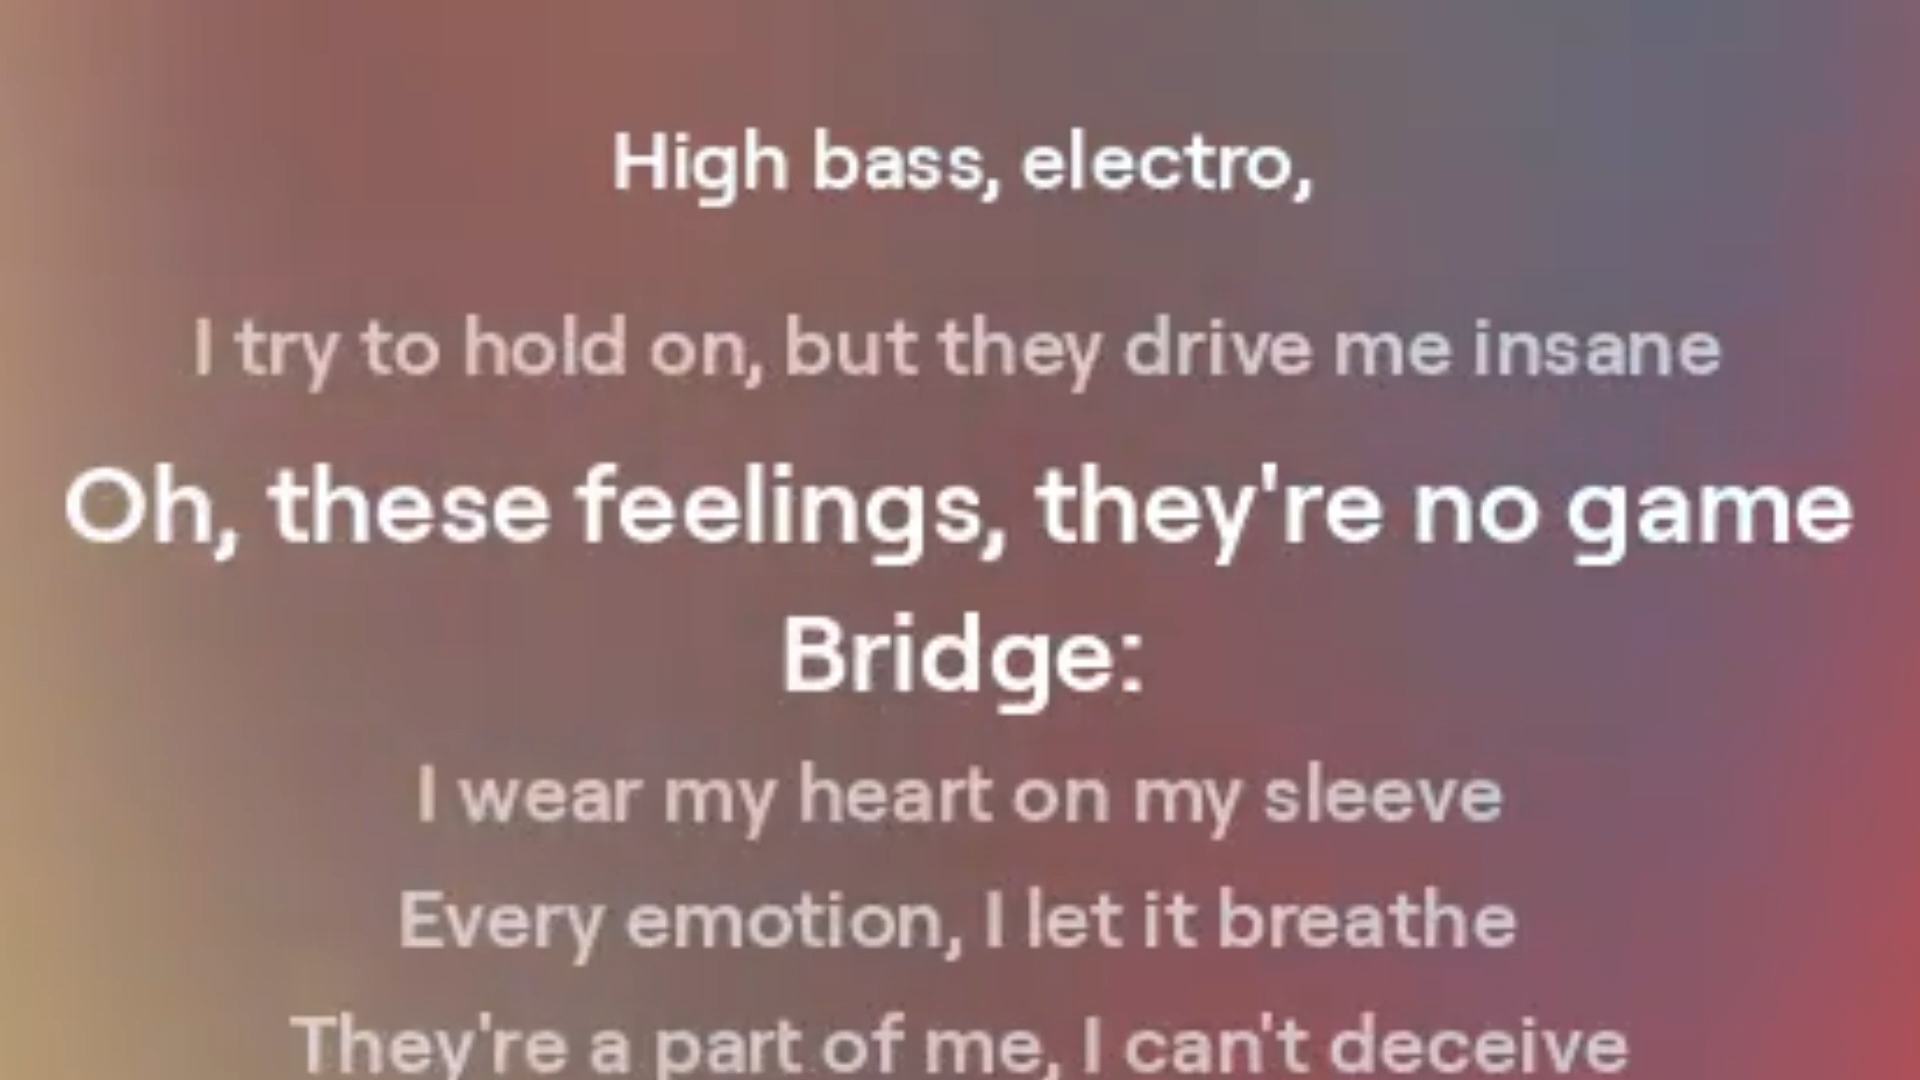 High bass, electro,
I try to hold on, but they drive me insane
Oh, these feelings, they're no game
Bridge:
I wear my heart on my sleeve
Every emotion, I let it breathe
They're a part of me, I can't deceive